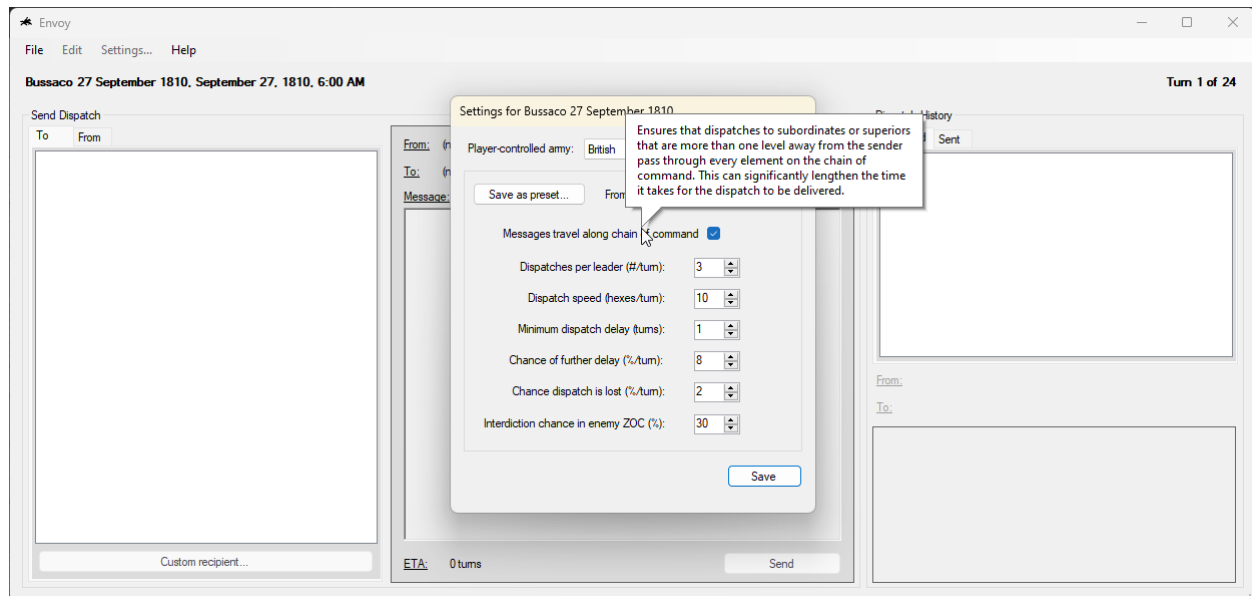 Envoy
File Edit Settings... Help
Bussaco 27 September 1810, September 27, 1810, 6:00 AM
Turn 1 of 24
Send Dispatch
To From
Custom recipient...
From:
To:
Message:
ETA: 0 turns
Send
Settings for Bussaco 27 September 1810
Player-controlled army: British
Save as preset...
Ensures that dispatches to subordinates or superiors
that are more than one level away from the sender
pass through every element on the chain of
command. This can significantly lengthen the time
it takes for the dispatch to be delivered.
Messages travel along chain of command
Dispatches per leader (#/turn): 3
Dispatch speed (hexes/turn): 10
Minimum dispatch delay (turns): 1
Chance of further delay (%/turn): 8
Chance dispatch is lost (%/turn): 2
Interdiction chance in enemy ZOC (%): 30
Save
History
Sent
From:
To: